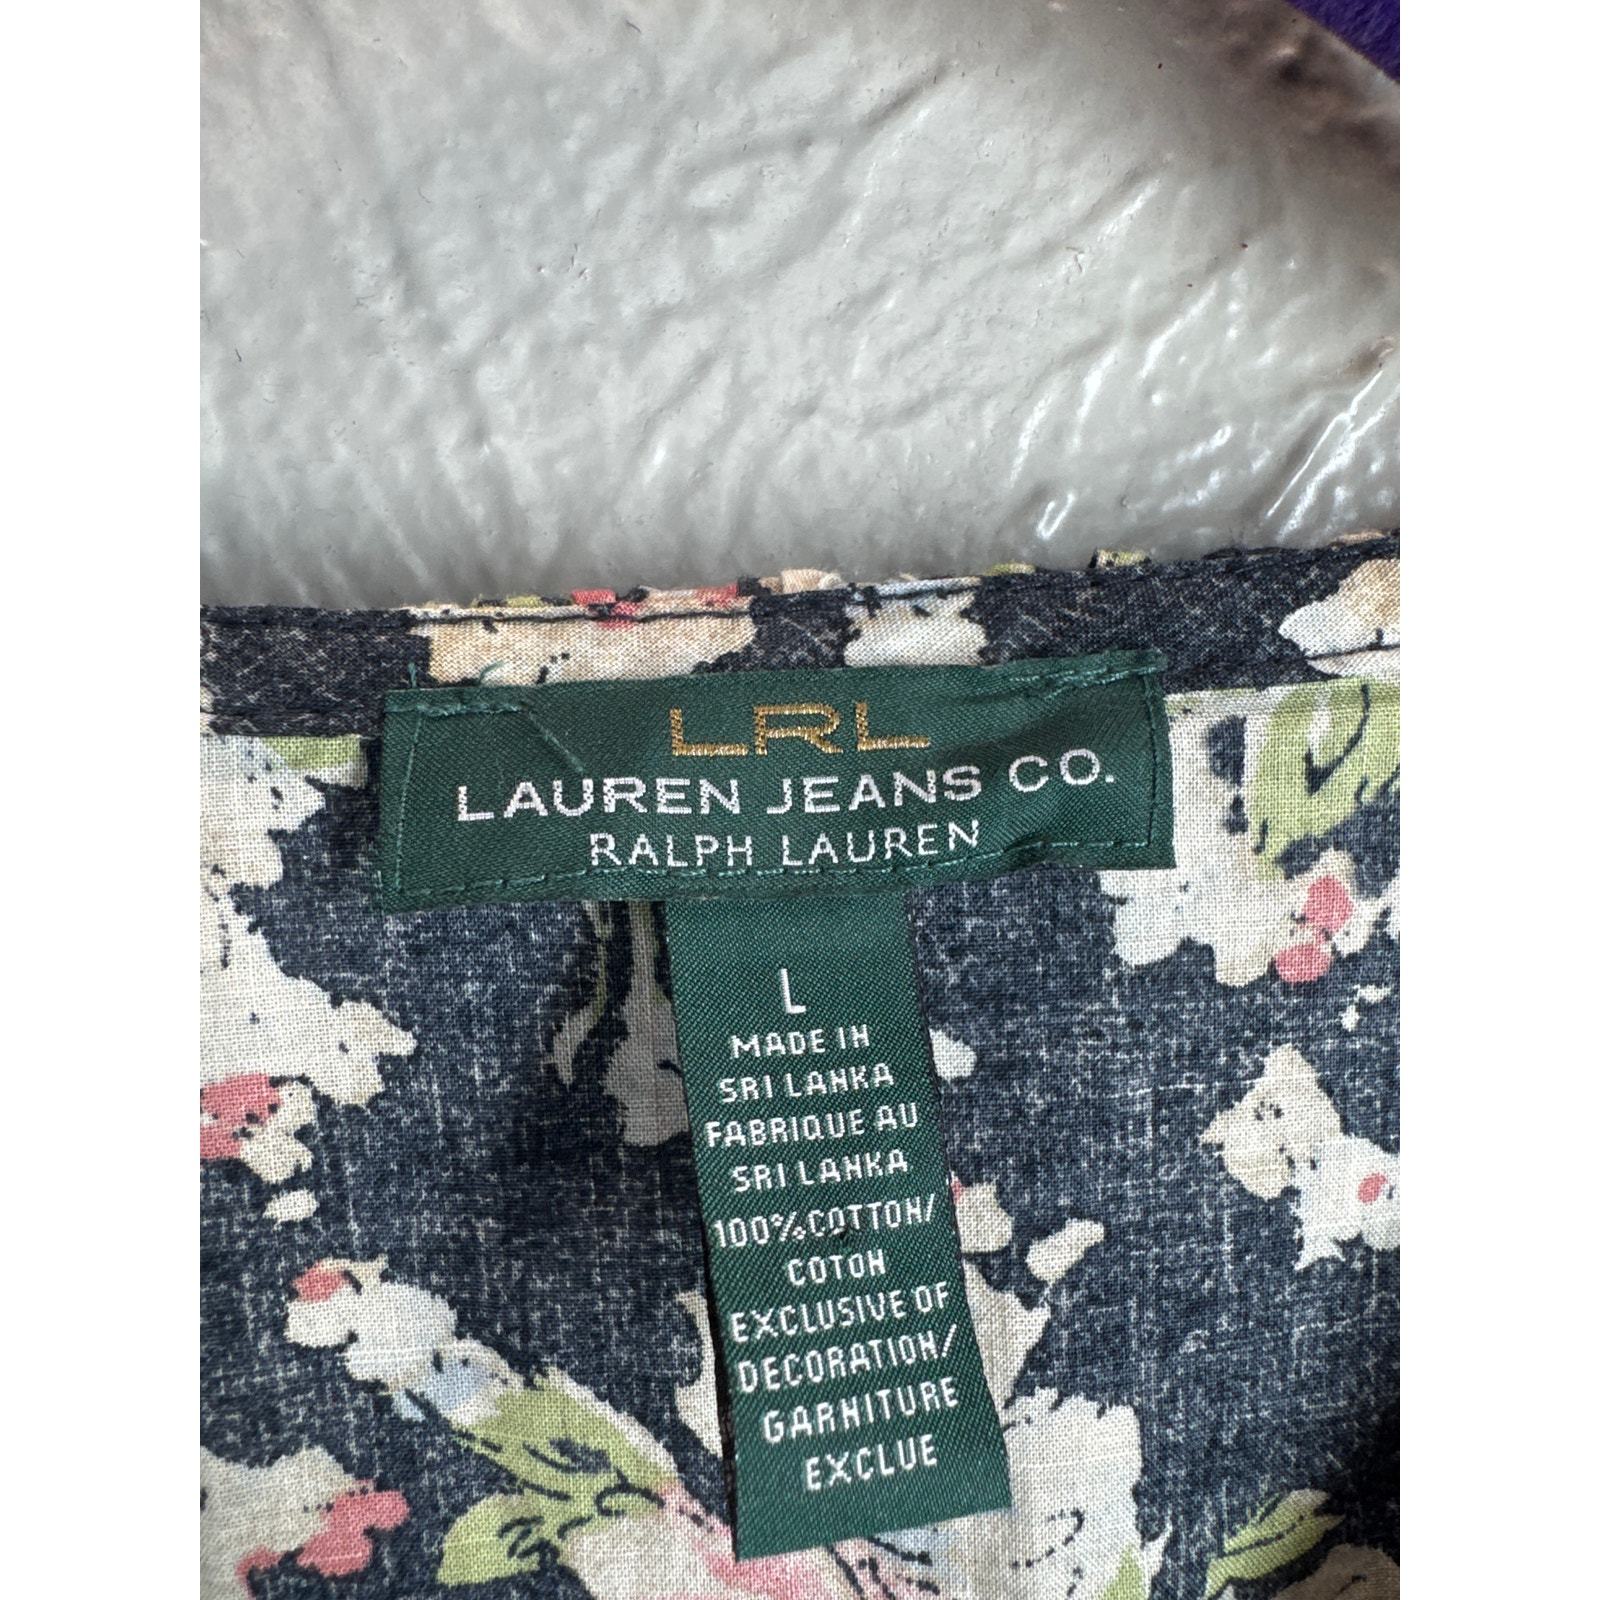 LRL
LAUREN JEANS CO.
RALPH LAUREN
L
MADE IN
SRI LANKA
FABRIQUE AU
SRI LANKA
100%COTTON/
COTON
EXCLUSIVE OF
DECORATION/
GARNITURE
EXCLUE